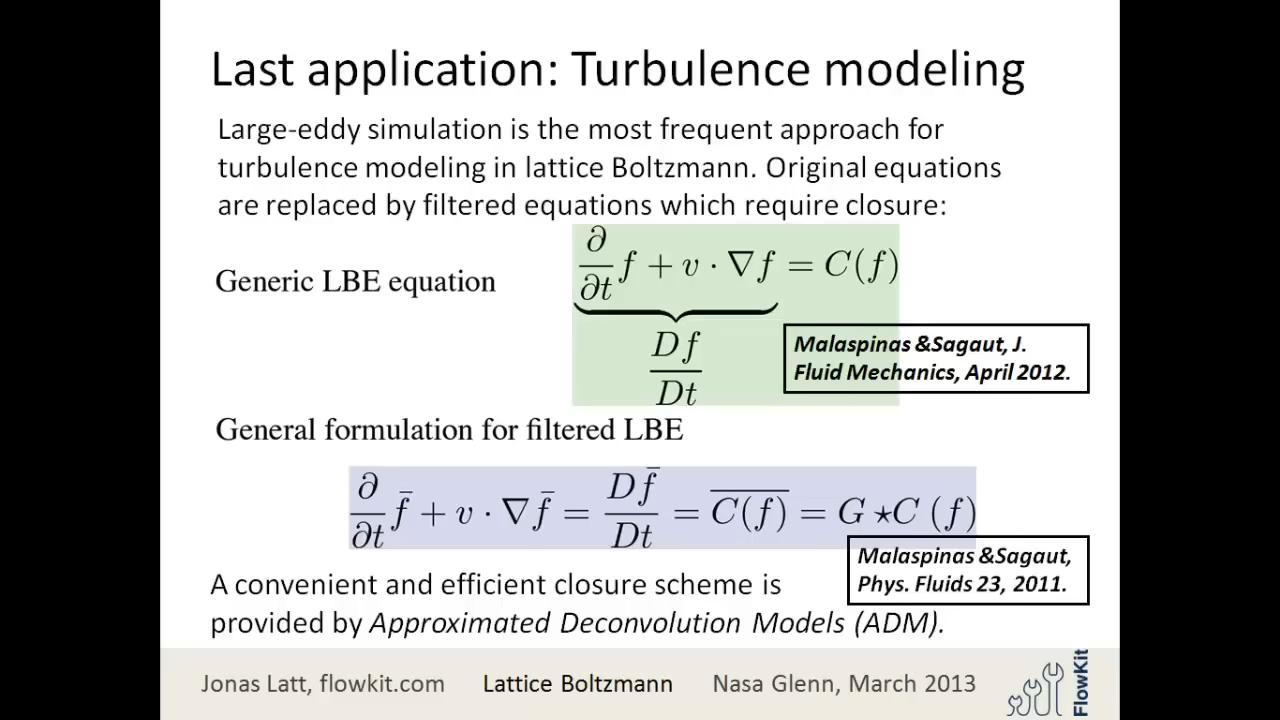 Last application: Turbulence modeling
Large-eddy simulation is the most frequent approach for
turbulence modeling in lattice Boltzmann. Original equations
are replaced by filtered equations which require closure:
Generic LBE equation
∂/∂t f + v · ∇f = C(f)
Df/Dt
Malaspinas &Sagaut, J.
Fluid Mechanics, April 2012.
General formulation for filtered LBE
∂/∂t f̄ + v · ∇f̄ = Df̄/Dt = \overline{C(f)} = G ⋆C (f)
Malaspinas &Sagaut,
Phys. Fluids 23, 2011.
A convenient and efficient closure scheme is
provided by Approximated Deconvolution Models (ADM).
Jonas Latt, flowkit.com Lattice Boltzmann Nasa Glenn, March 2013
FlowKit